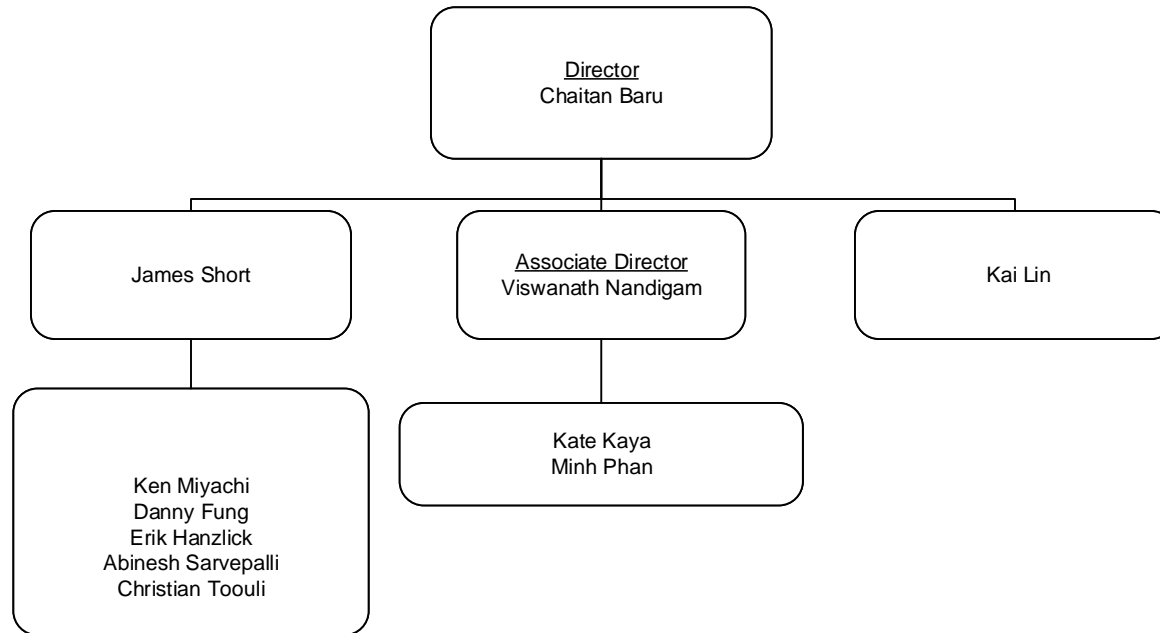 Director
Chaitan Baru
James Short
Associate Director
Viswanath Nandigam
Kai Lin
Ken Miyachi
Danny Fung
Erik Hanzlick
Abinesh Sarvepalli
Christian Toouli
Kate Kaya
Minh Phan